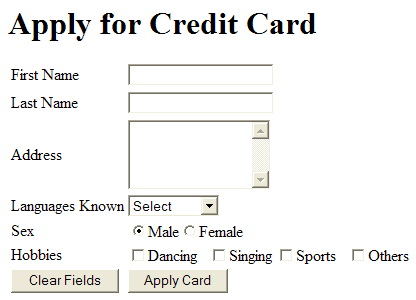 Apply for Credit Card
First Name
Last Name
Address
Languages Known Select
Sex Male Female
Hobbies Dancing Singing Sports Others
Clear Fields Apply Card